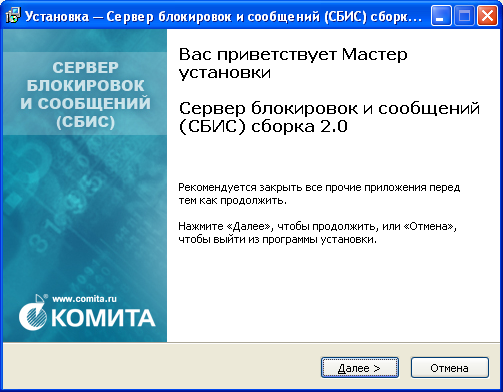 Установка — Сервер блокировок и сообщений (СБИС) сборк...
СЕРВЕР
БЛОКИРОВОК
И СООБЩЕНИЙ
(СБИС)
Вас приветствует Мастер
установки
Сервер блокировок и сообщений
(СБИС) сборка 2.0
Рекомендуется закрыть все прочие приложения перед
тем как продолжить.
Нажмите «Далее», чтобы продолжить, или «Отмена»,
чтобы выйти из программы установки.
www.comita.ru
КОМИТА
Далее >
Отмена